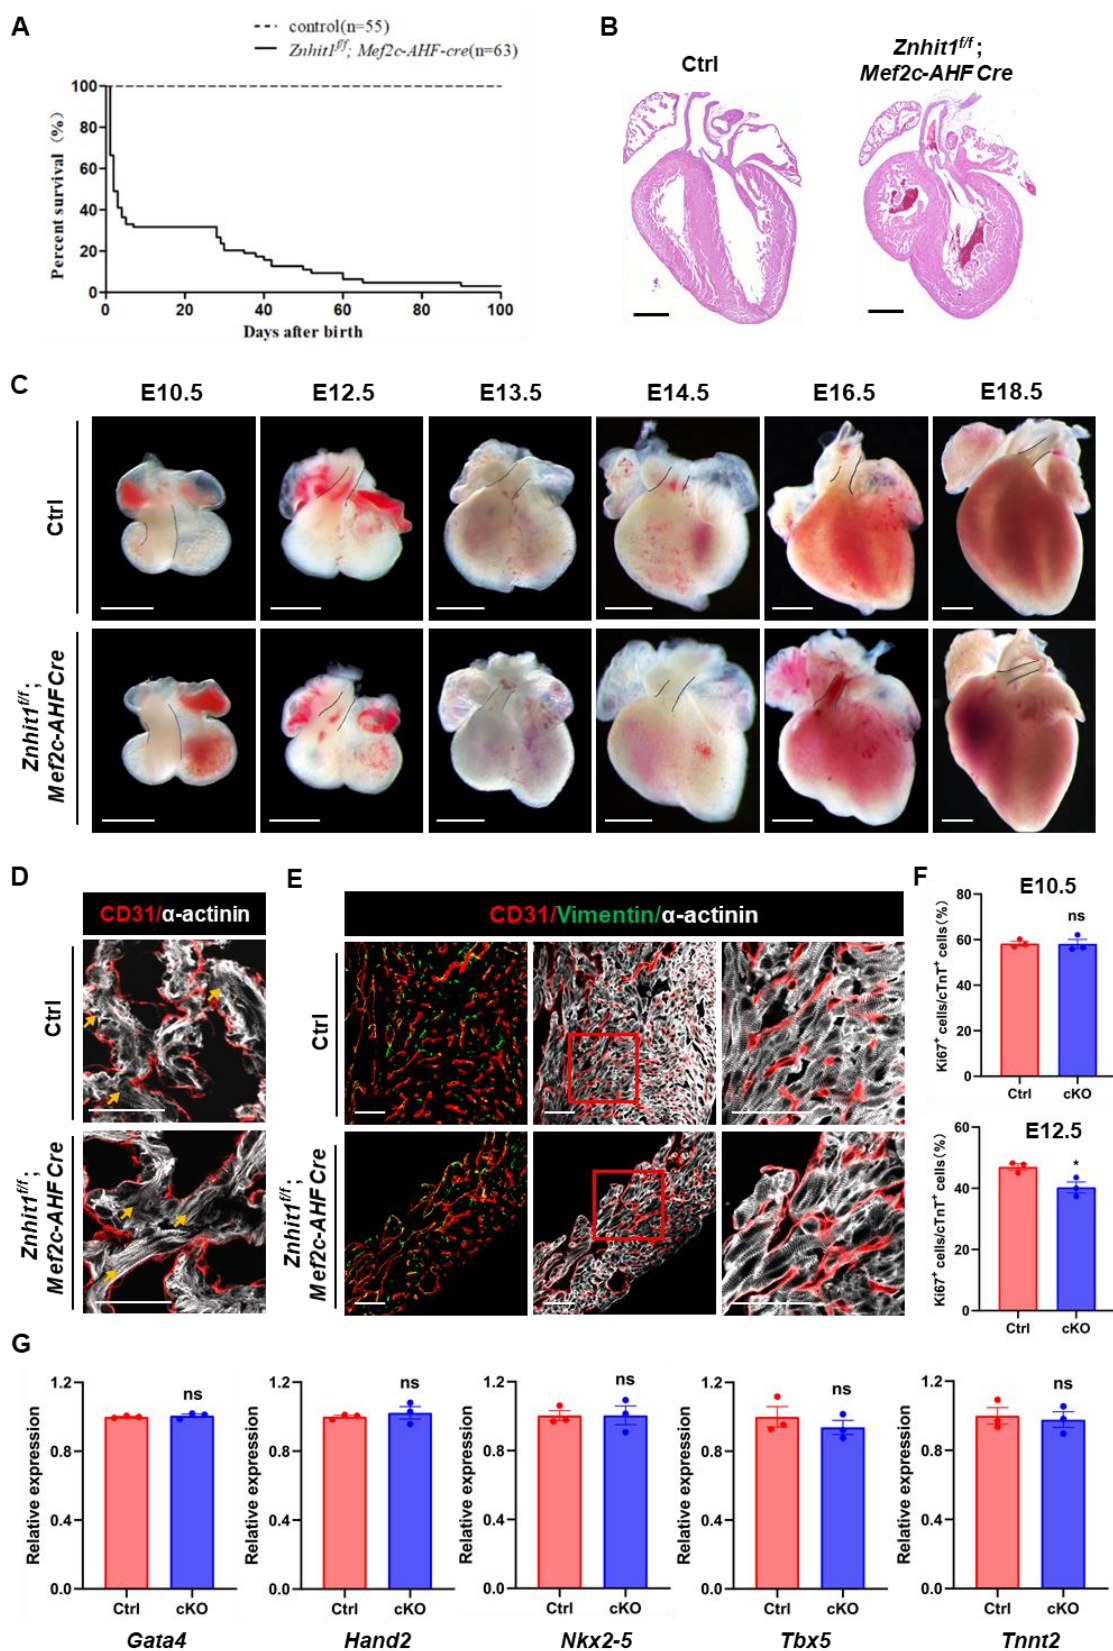 A
control(n=55)
Znhit1f/f; Mef2c-AHF-cre(n=63)
Percent survival (%)
100
80
60
40
20
0
0 20 40 60 80 100
Days after birth
B
Ctrl
Znhit1f/f;
Mef2c-AHF Cre
C
E10.5 E12.5 E13.5 E14.5 E16.5 E18.5
Ctrl
Znhit1f/f;
Mef2c-AHF Cre
D
CD31/α-actinin
Ctrl
Znhit1f/f;
Mef2c-AHF Cre
E
CD31/Vimentin/α-actinin
Ctrl
Znhit1f/f;
Mef2c-AHF Cre
F
E10.5
Ki67+ cells/cTnT+ cells(%)
80
60
40
20
0
ns
Ctrl cKO
E12.5
Ki67+ cells/cTnT+ cells(%)
60
40
20
0
*
Ctrl cKO
G
Relative expression
1.2
0.8
0.4
0.0
ns
Ctrl cKO
Gata4
Relative expression
1.2
0.8
0.4
0.0
ns
Ctrl cKO
Hand2
Relative expression
1.2
0.8
0.4
0.0
ns
Ctrl cKO
Nkx2-5
Relative expression
1.2
0.8
0.4
0.0
ns
Ctrl cKO
Tbx5
Relative expression
1.2
0.8
0.4
0.0
ns
Ctrl cKO
Tnnt2